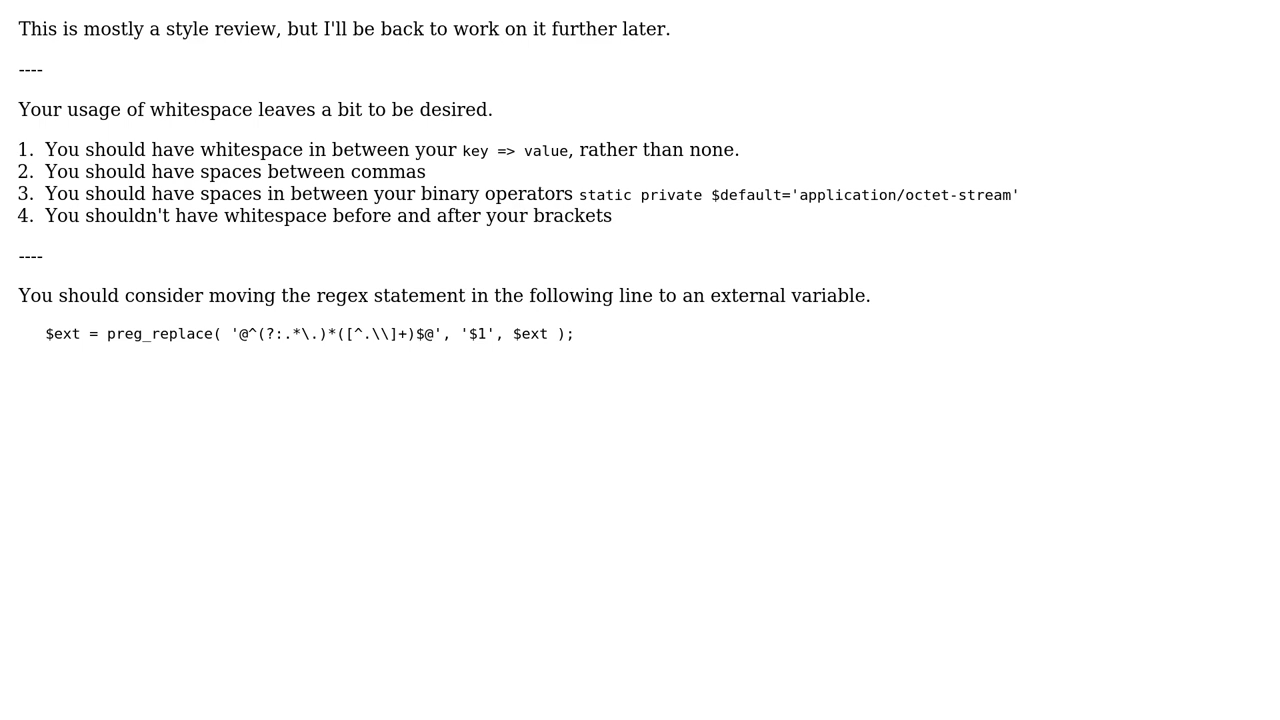 This is mostly a style review, but I'll be back to work on it further later.
----
Your usage of whitespace leaves a bit to be desired.
1. You should have whitespace in between your key => value, rather than none.
2. You should have spaces between commas
3. You should have spaces in between your binary operators static private $default='application/octet-stream'
4. You shouldn't have whitespace before and after your brackets
----
You should consider moving the regex statement in the following line to an external variable.
$ext = preg_replace( '@^(?:.*\.)*([^.\\]+)$@', '$1', $ext );